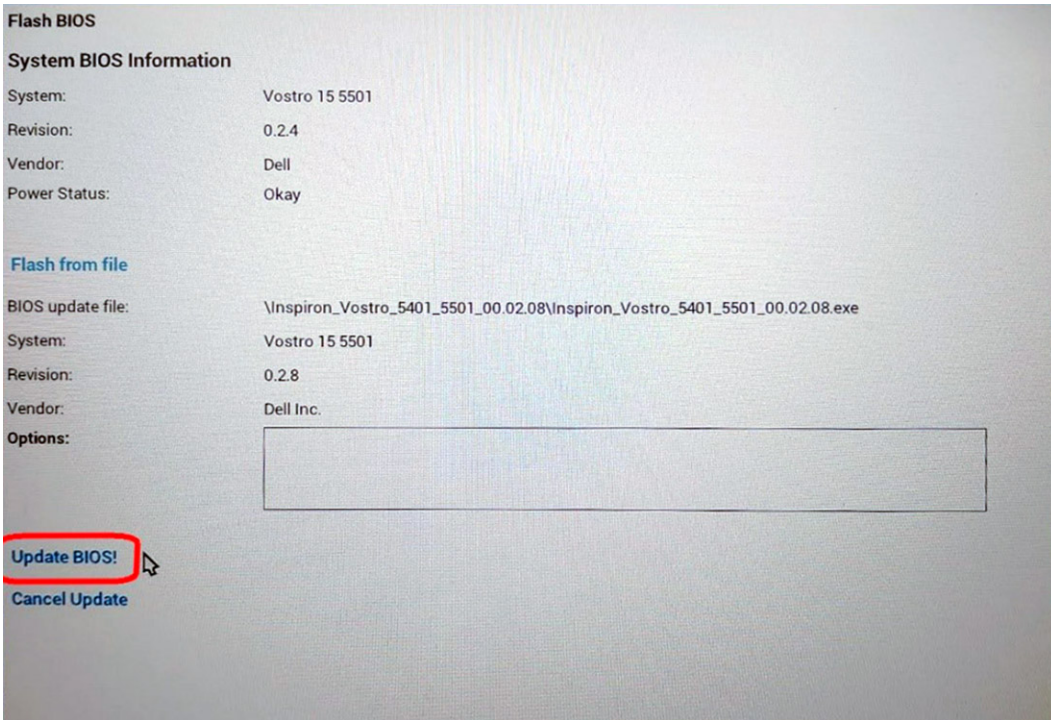 Flash BIOS
System BIOS Information
System: Vostro 15 5501
Revision: 0.2.4
Vendor: Dell
Power Status: Okay
Flash from file
BIOS update file: \Inspiron_Vostro_5401_5501_00.02.08\Inspiron_Vostro_5401_5501_00.02.08.exe
System: Vostro 15 5501
Revision: 0.2.8
Vendor: Dell Inc.
Options:
Update BIOS!
Cancel Update